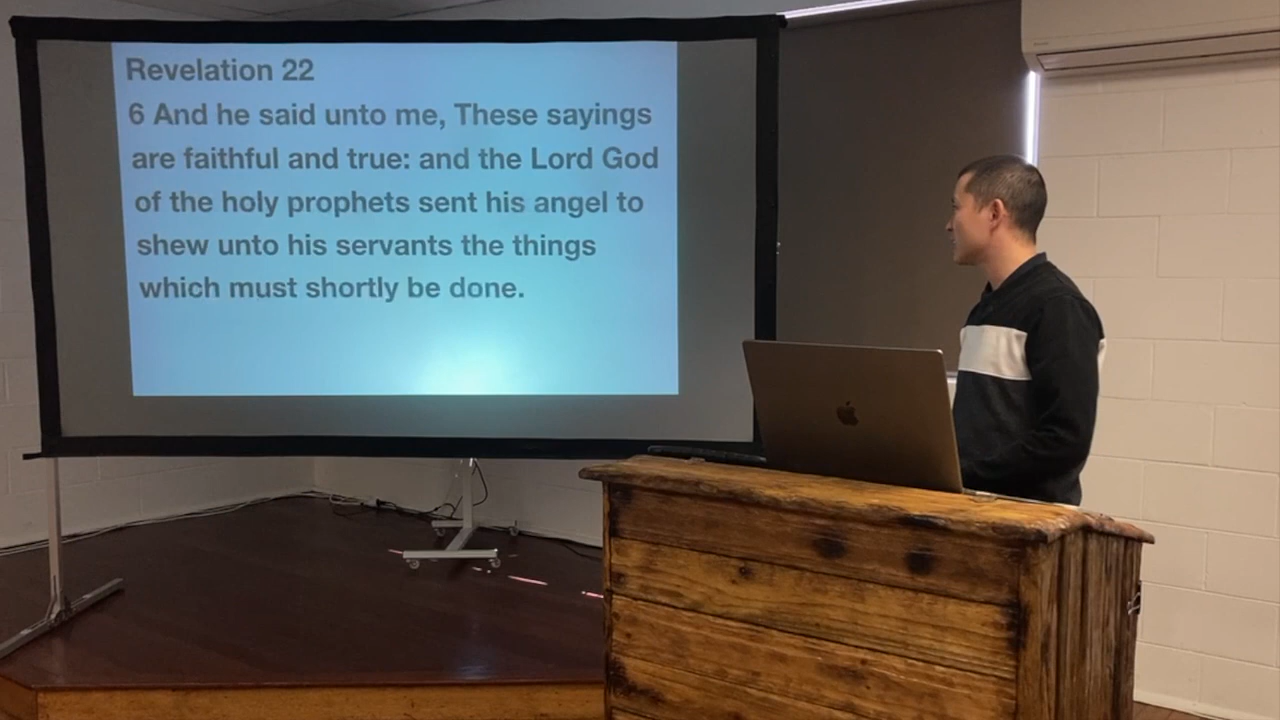 Revelation 22
6 And he said unto me, These sayings
are faithful and true: and the Lord God
of the holy prophets sent his angel to
shew unto his servants the things
which must shortly be done.